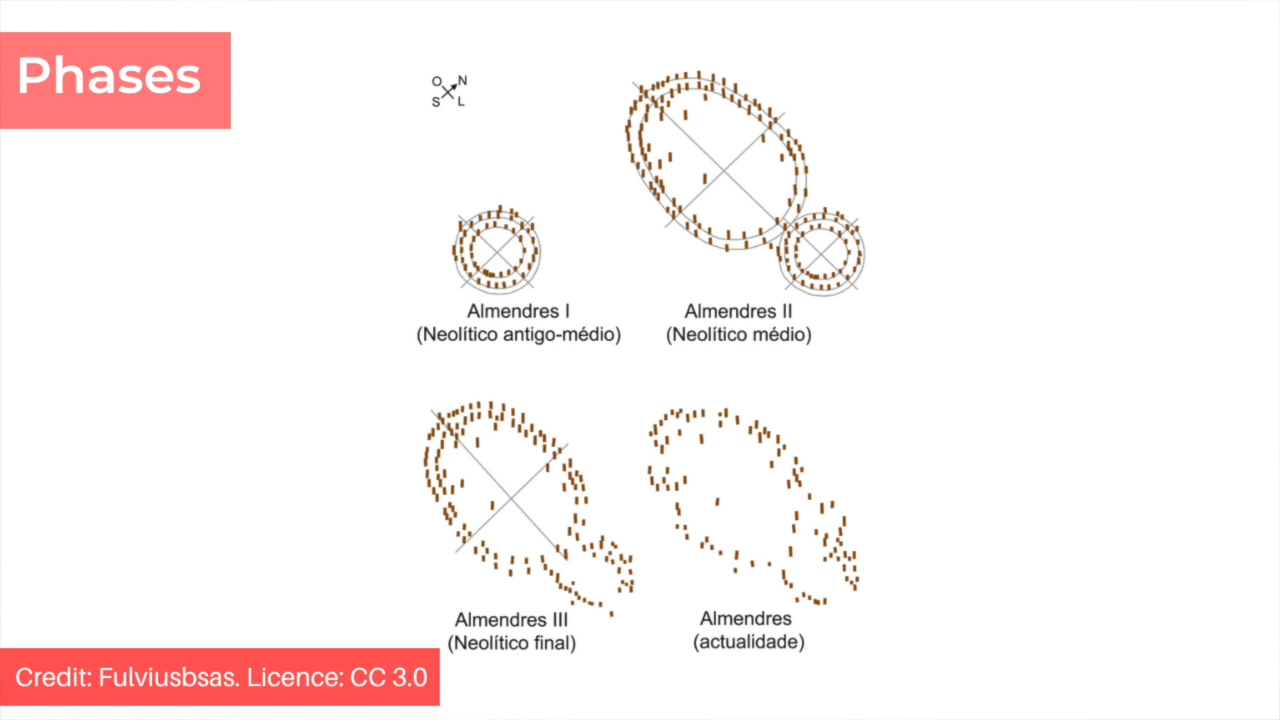 Phases
O N
S L
Almendres I
(Neolítico antigo-médio)
Almendres II
(Neolítico médio)
Almendres III
(Neolítico final)
Almendres
(actualidade)
Credit: Fulviusbsas. Licence: CC 3.0